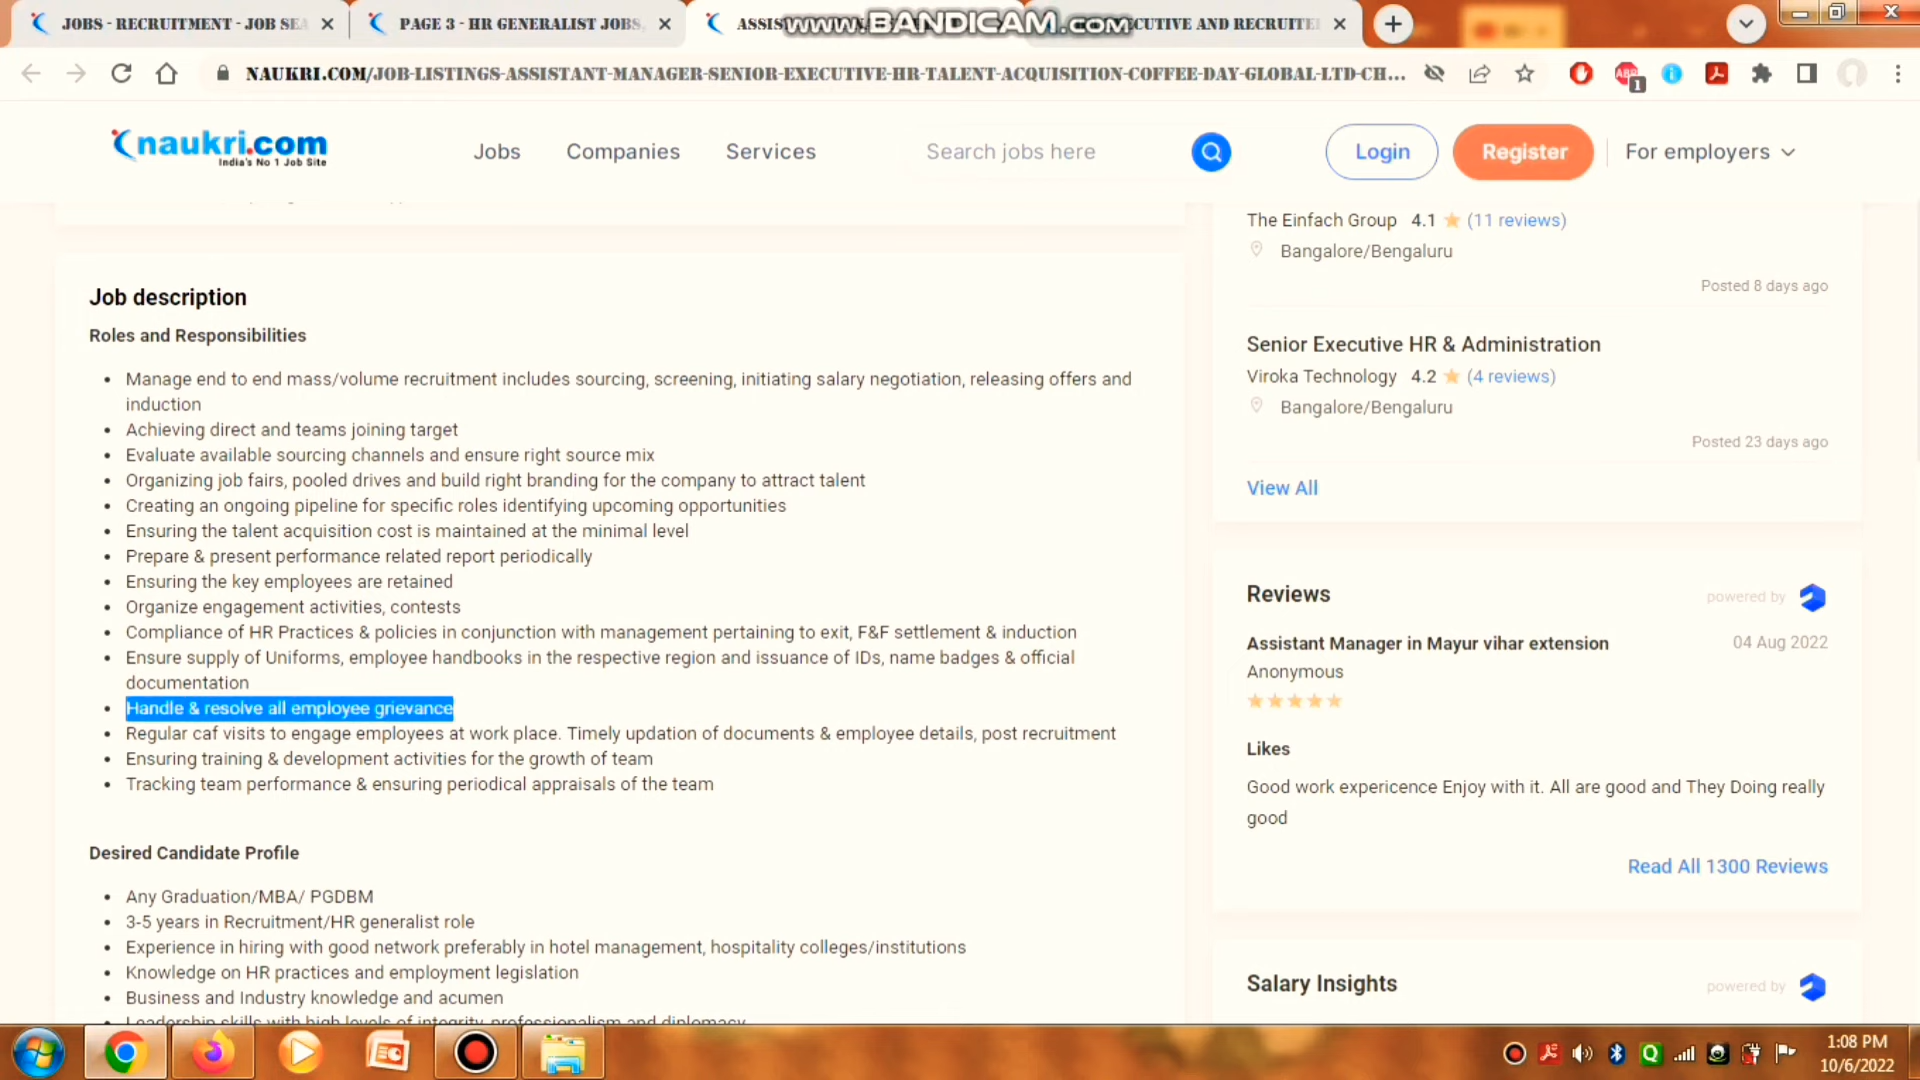 JOBS - RECRUITMENT - JOB SEA
PAGE 3 - HR GENERALIST JOBS,
ASSIS
www.BANDICAM.com
CUTIVE AND RECRUITE
NAUKRI.COM/JOB-LISTINGS-ASSISTANT-MANAGER-SENIOR-EXECUTIVE-HR-TALENT-ACQUISITION-COFFEE-DAY-GLOBAL-LTD-CH...
1
naukri.com
India's No 1 Job Site
Jobs
Companies
Services
Search jobs here
Login
Register
For employers
Job description
Roles and Responsibilities
• Manage end to end mass/volume recruitment includes sourcing, screening, initiating salary negotiation, releasing offers and
induction
• Achieving direct and teams joining target
• Evaluate available sourcing channels and ensure right source mix
• Organizing job fairs, pooled drives and build right branding for the company to attract talent
• Creating an ongoing pipeline for specific roles identifying upcoming opportunities
• Ensuring the talent acquisition cost is maintained at the minimal level
• Prepare & present performance related report periodically
• Ensuring the key employees are retained
• Organize engagement activities, contests
• Compliance of HR Practices & policies in conjunction with management pertaining to exit, F&F settlement & induction
• Ensure supply of Uniforms, employee handbooks in the respective region and issuance of IDs, name badges & official
documentation
• Handle & resolve all employee grievance
• Regular caf visits to engage employees at work place. Timely updation of documents & employee details, post recruitment
• Ensuring training & development activities for the growth of team
• Tracking team performance & ensuring periodical appraisals of the team
Desired Candidate Profile
• Any Graduation/MBA/ PGDBM
• 3-5 years in Recruitment/HR generalist role
• Experience in hiring with good network preferably in hotel management, hospitality colleges/institutions
• Knowledge on HR practices and employment legislation
• Business and Industry knowledge and acumen
• Leadership skills with high levels of integrity, professionalism and diplomacy
The Einfach Group 4.1 (11 reviews)
Bangalore/Bengaluru
Posted 8 days ago
Senior Executive HR & Administration
Viroka Technology 4.2 (4 reviews)
Bangalore/Bengaluru
Posted 23 days ago
View All
Reviews
powered by
Assistant Manager in Mayur vihar extension
04 Aug 2022
Anonymous
Likes
Good work expericence Enjoy with it. All are good and They Doing really
good
Read All 1300 Reviews
Salary Insights
powered by
1:08 PM
10/6/2022